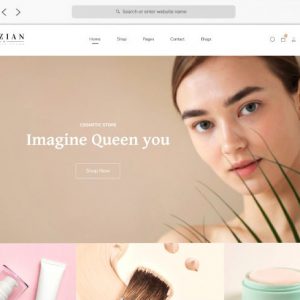 Search or enter website name
ZIAN
Home Shop Pages Contact Blogs
COSMETIC STORE
Imagine Queen you
Shop Now